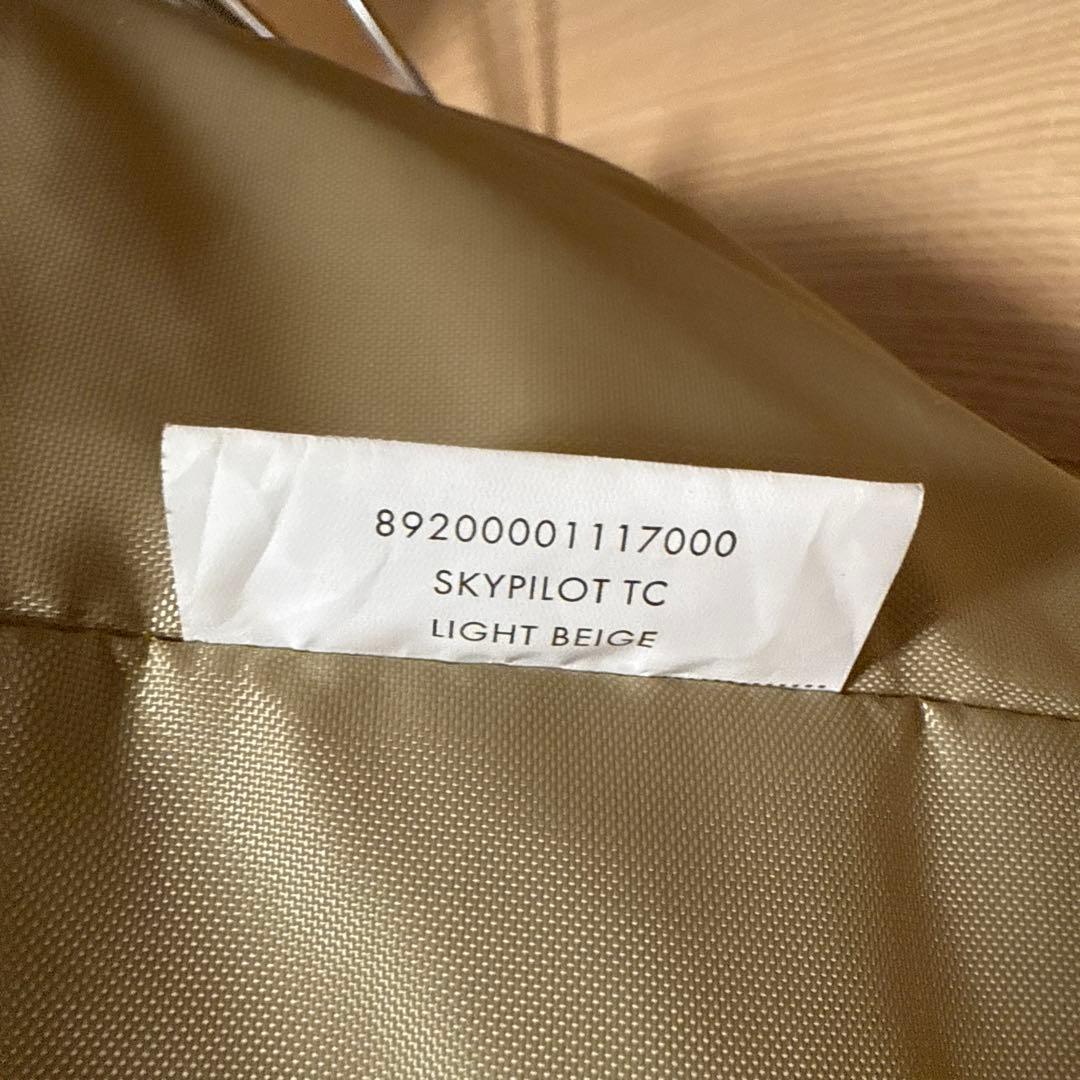 89200001117000
SKYPILOT TC
LIGHT BEIGE